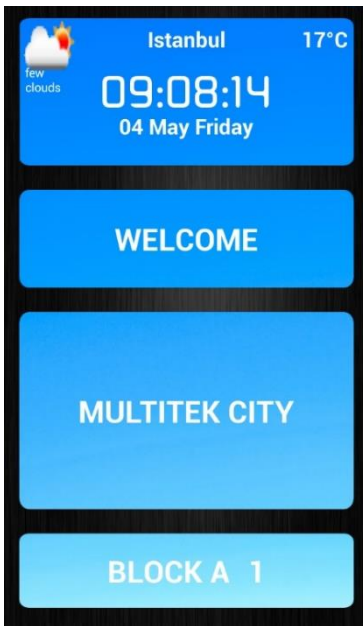 Istanbul 17°C
few
clouds
09:08:14
04 May Friday
WELCOME
MULTITEK CITY
BLOCK A 1